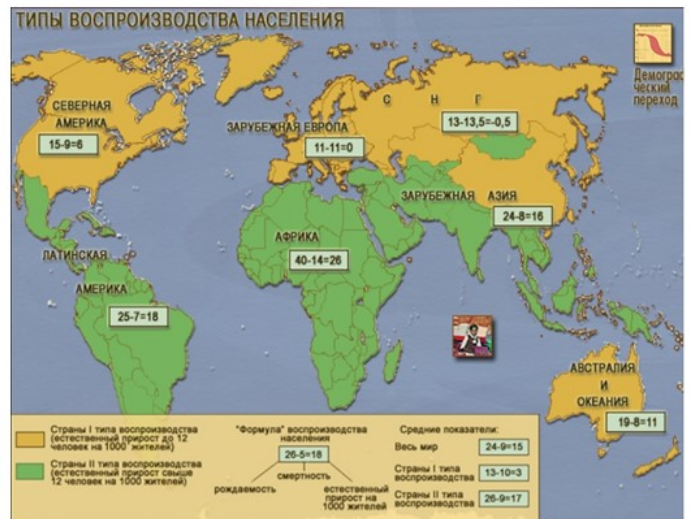 ТИПЫ ВОСПРОИЗВОДСТВА НАСЕЛЕНИЯ
Демограс
ческий
переход
СЕВЕРНАЯ
АМЕРИКА
15-9=6
ЗАРУБЕЖНАЯ ЕВРОПА
11-11=0
С Н Г
13-13,5=-0,5
ЗАРУБЕЖНАЯ АЗИЯ
24-8=16
АФРИКА
40-14=26
ЛАТИНСКАЯ
АМЕРИКА
25-7=18
АВСТРАЛИЯ
И
ОКЕАНИЯ
19-8=11
Страны I типа воспроизводства
(естественный прирост до 12
человек на 1000 жителей)
Страны II типа воспроизводства
(естественный прирост свыше
12 человек на 1000 жителей)
"Формула" воспроизводства
населения
26-5=18
смертность
рождаемость
естественный
прирост на
1000 жителей
Средние показатели:
Весь мир
24-9=15
Страны I типа
воспроизводства
13-10=3
Страны II типа
воспроизводства
26-9=17